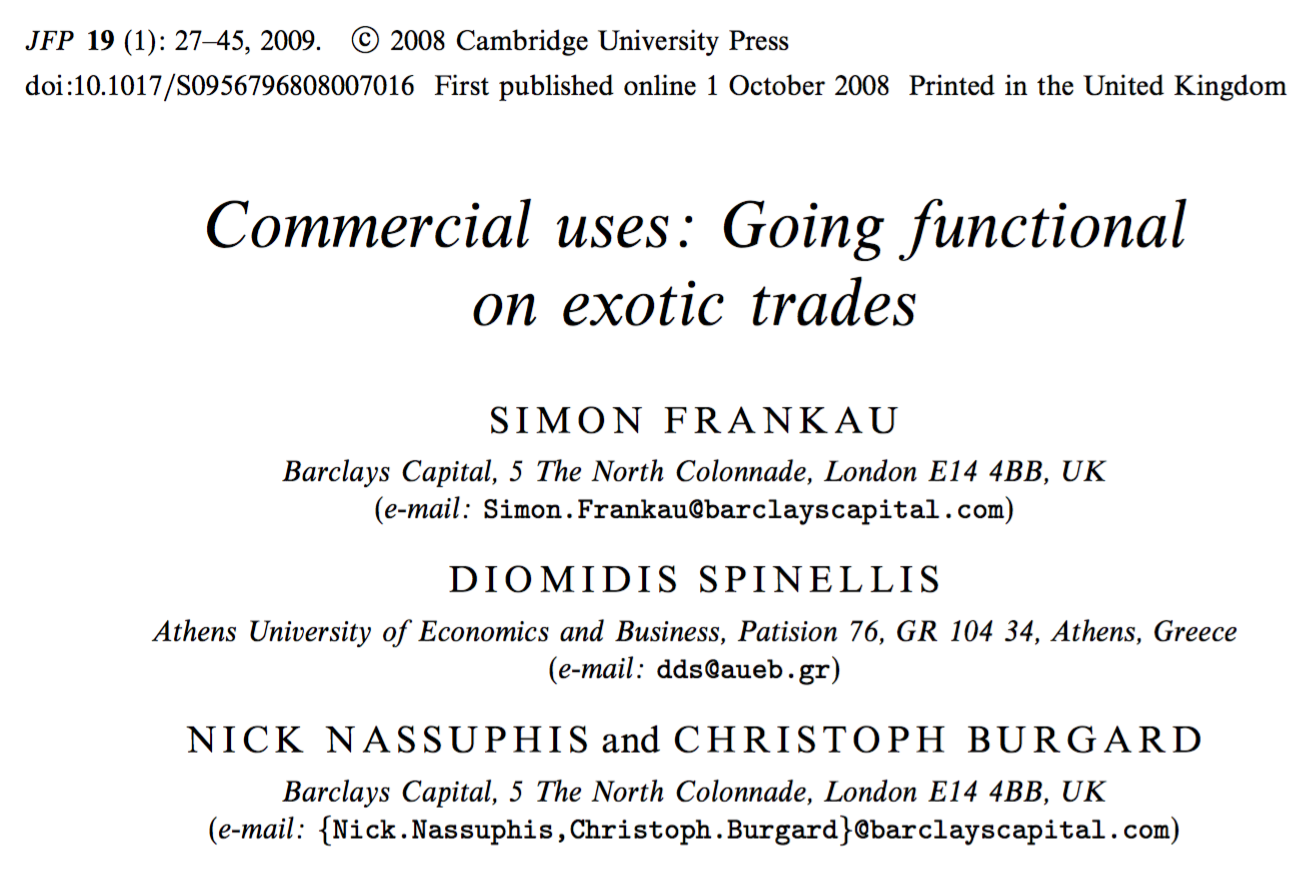 JFP 19 (1): 27–45, 2009. © 2008 Cambridge University Press
doi:10.1017/S0956796808007016 First published online 1 October 2008 Printed in the United Kingdom
Commercial uses: Going functional
on exotic trades
SIMON FRANKAU
Barclays Capital, 5 The North Colonnade, London E14 4BB, UK
(e-mail: Simon.Frankau@barclayscapital.com)
DIOMIDIS SPINELLIS
Athens University of Economics and Business, Patision 76, GR 104 34, Athens, Greece
(e-mail: dds@aueb.gr)
NICK NASSUPHIS and CHRISTOPH BURGARD
Barclays Capital, 5 The North Colonnade, London E14 4BB, UK
(e-mail: {Nick.Nassuphis,Christoph.Burgard}@barclayscapital.com)